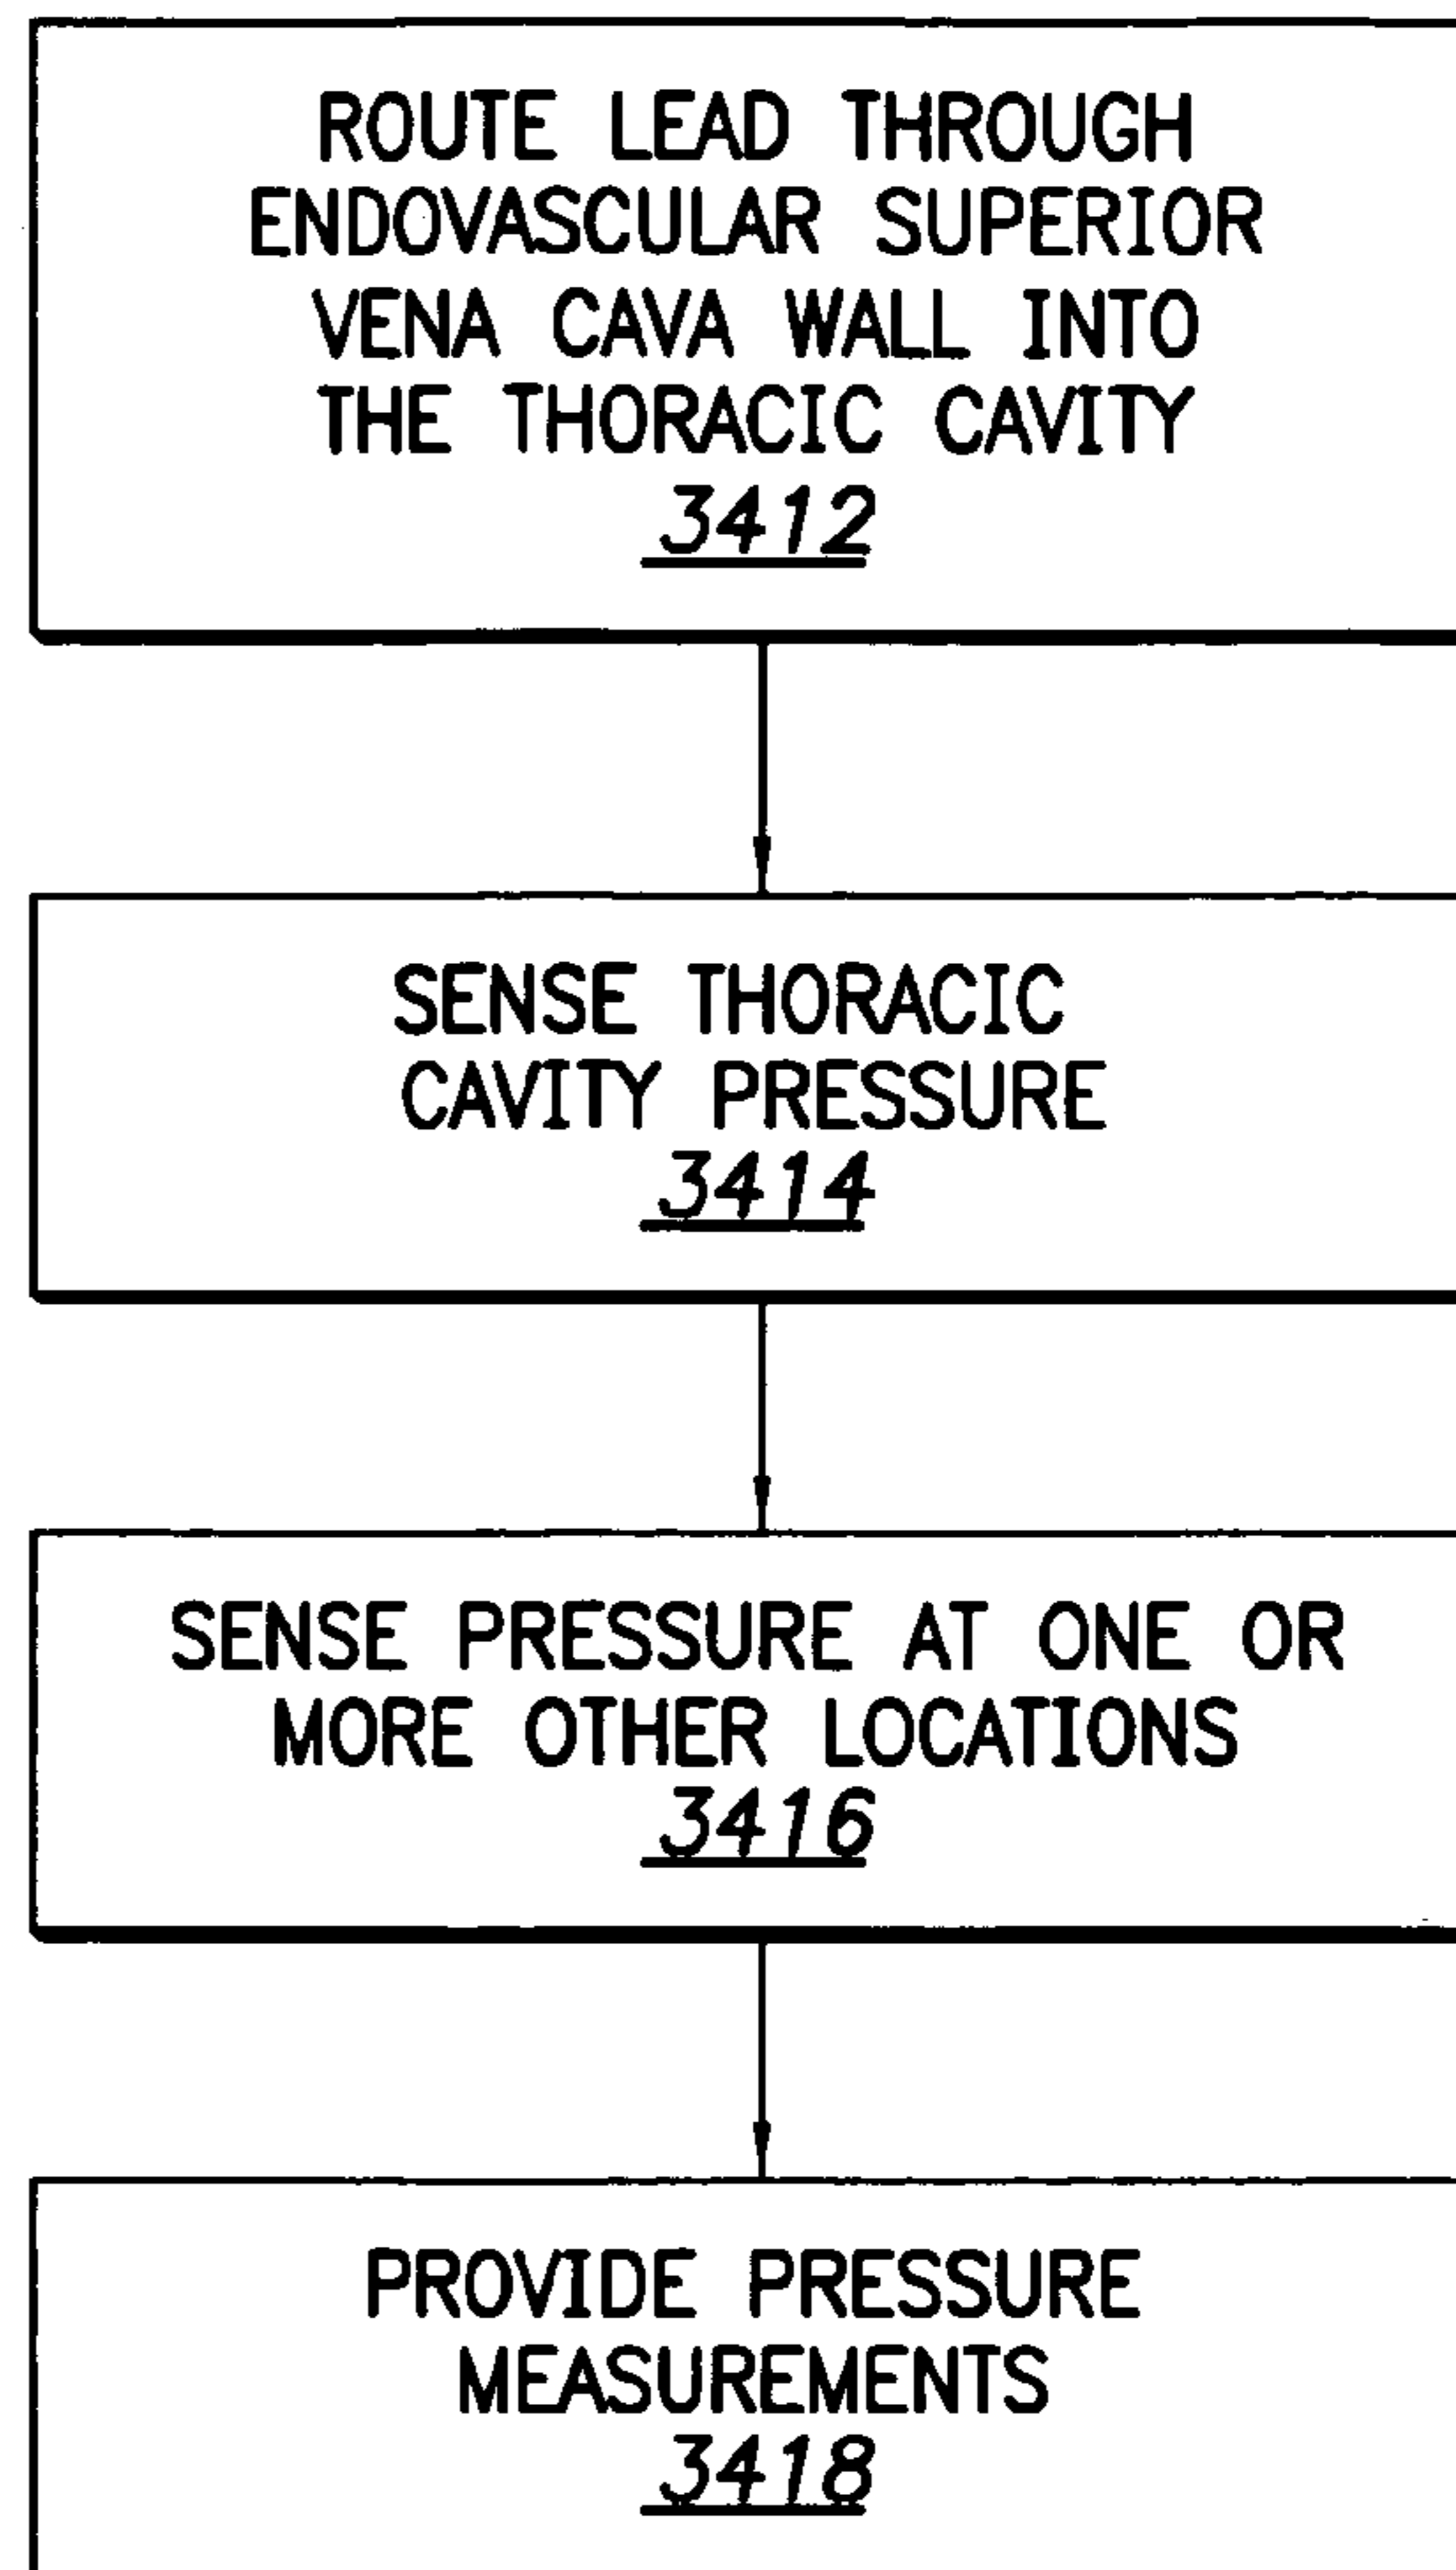 ROUTE LEAD THROUGH
ENDOVASCULAR SUPERIOR
VENA CAVA WALL INTO
THE THORACIC CAVITY
3412
SENSE THORACIC
CAVITY PRESSURE
3414
SENSE PRESSURE AT ONE OR
MORE OTHER LOCATIONS
3416
PROVIDE PRESSURE
MEASUREMENTS
3418